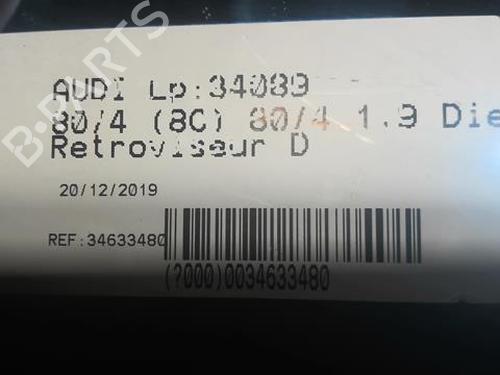 B-PARTS
AUDI Lp:34089
80/4 (8C) 80/4 1.9 Die
Retroviseur D
20/12/2019
REF:34633480
(?000)0034633480